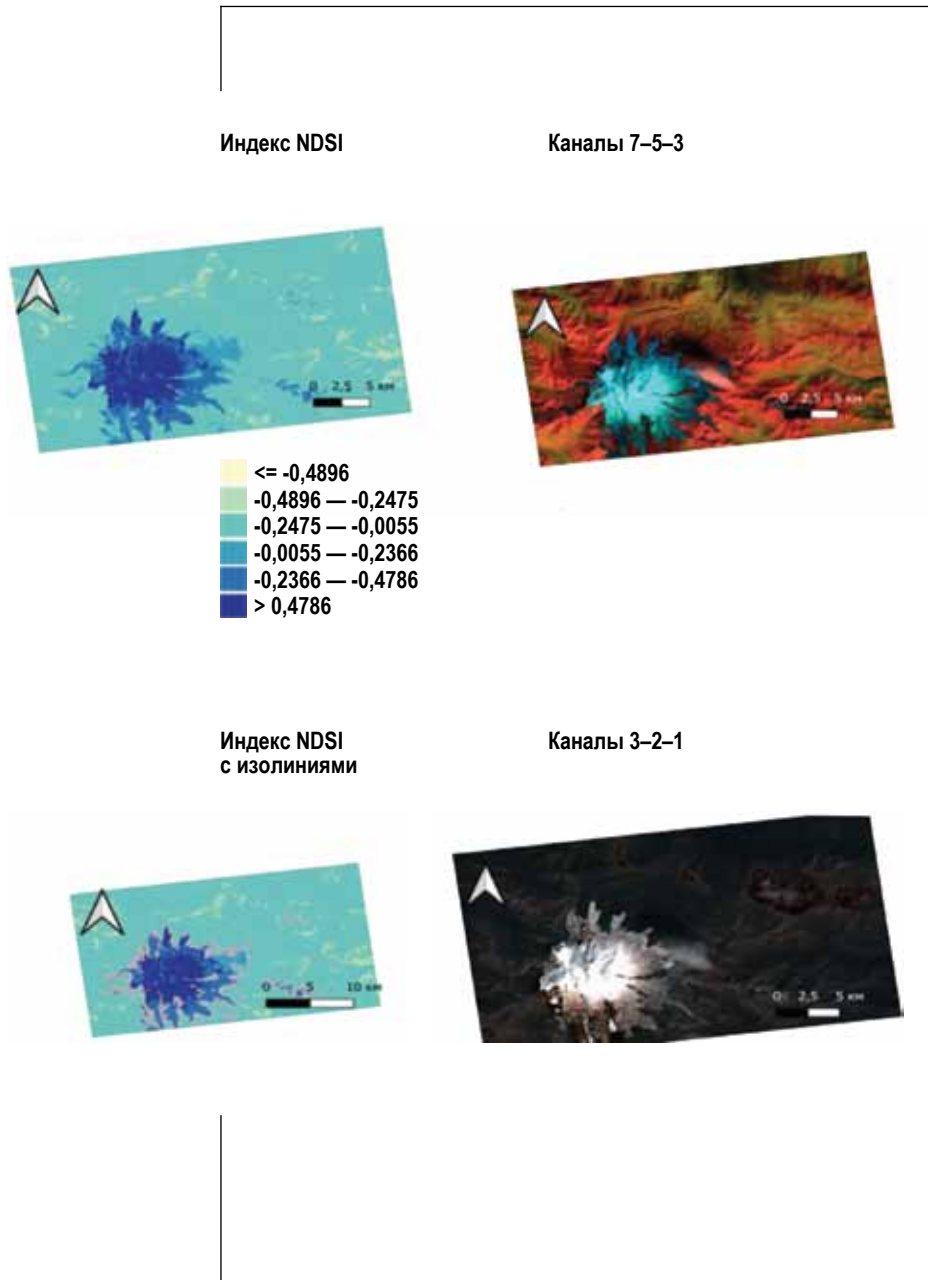 Индекс NDSI
Каналы 7–5–3
0 2,5 5 км
0 2,5 5 км
<= -0,4896
-0,4896 — -0,2475
-0,2475 — -0,0055
-0,0055 — -0,2366
-0,2366 — -0,4786
> 0,4786
Индекс NDSI
с изолиниями
Каналы 3–2–1
0 5 10 км
0 2,5 5 км